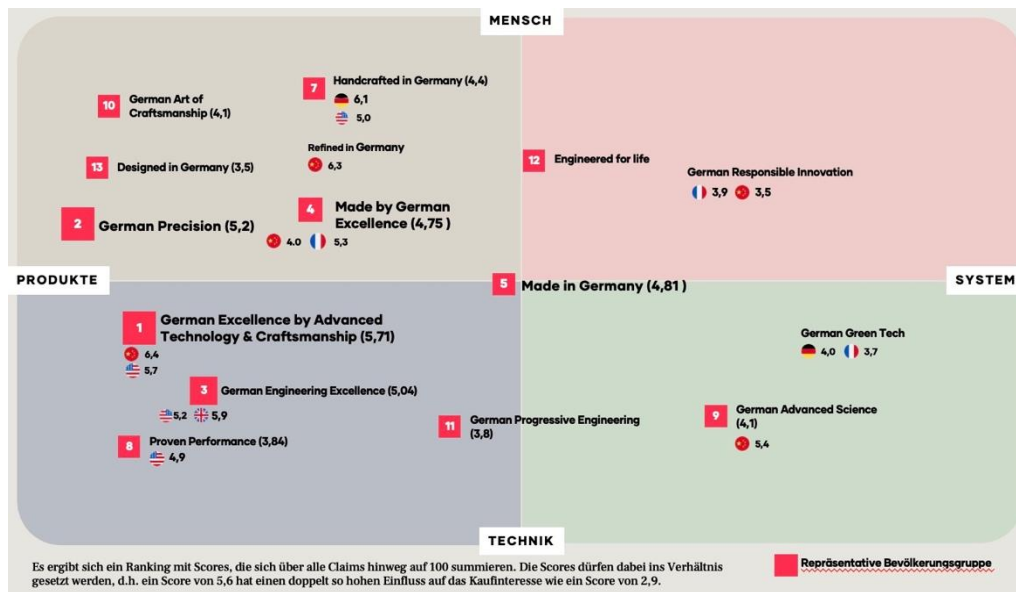 MENSCH
7
Handcrafted in Germany (4,4)
6,1
5,0
10
German Art of
Craftsmanship (4,1)
Refined in Germany
6,3
13
Designed in Germany (3,5)
12
Engineered for life
German Responsible Innovation
3,9
3,5
2
German Precision (5,2)
4
Made by German
Excellence (4,75 )
4.0
5,3
PRODUKTE
5
Made in Germany (4,81 )
SYSTEM
1
German Excellence by Advanced
Technology & Craftsmanship (5,71)
6,4
5,7
German Green Tech
4,0
3,7
3
German Engineering Excellence (5,04)
5,2
5,9
8
Proven Performance (3,84)
4,9
11
German Progressive Engineering
(3,8)
9
German Advanced Science
(4,1)
5,4
TECHNIK
Es ergibt sich ein Ranking mit Scores, die sich über alle Claims hinweg auf 100 summieren. Die Scores dürfen dabei ins Verhältnis
gesetzt werden, d.h. ein Score von 5,6 hat einen doppelt so hohen Einfluss auf das Kaufinteresse wie ein Score von 2,9.
Repräsentative Bevölkerungsgruppe